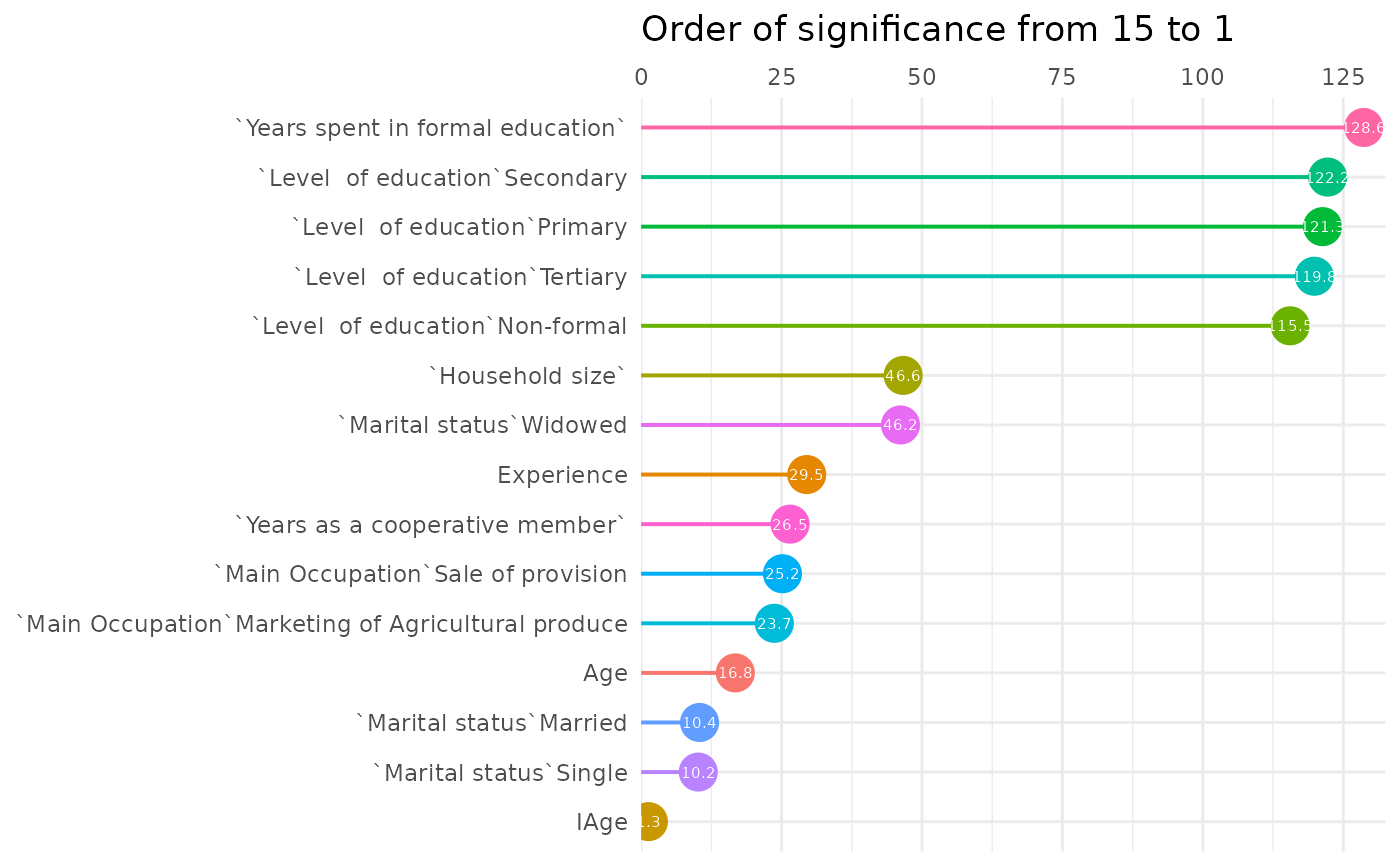 Order of significance from 15 to 1
0 25 50 75 100 125
`Years spent in formal education` 128.6
`Level  of education`Secondary 122.2
`Level  of education`Primary 121.3
`Level  of education`Tertiary 119.8
`Level  of education`Non-formal 115.5
`Household size` 46.6
`Marital status`Widowed 46.2
Experience 29.5
`Years as a cooperative member` 26.5
`Main Occupation`Sale of provision 25.2
`Main Occupation`Marketing of Agricultural produce 23.7
Age 16.8
`Marital status`Married 10.4
`Marital status`Single 10.2
IAge 1.3